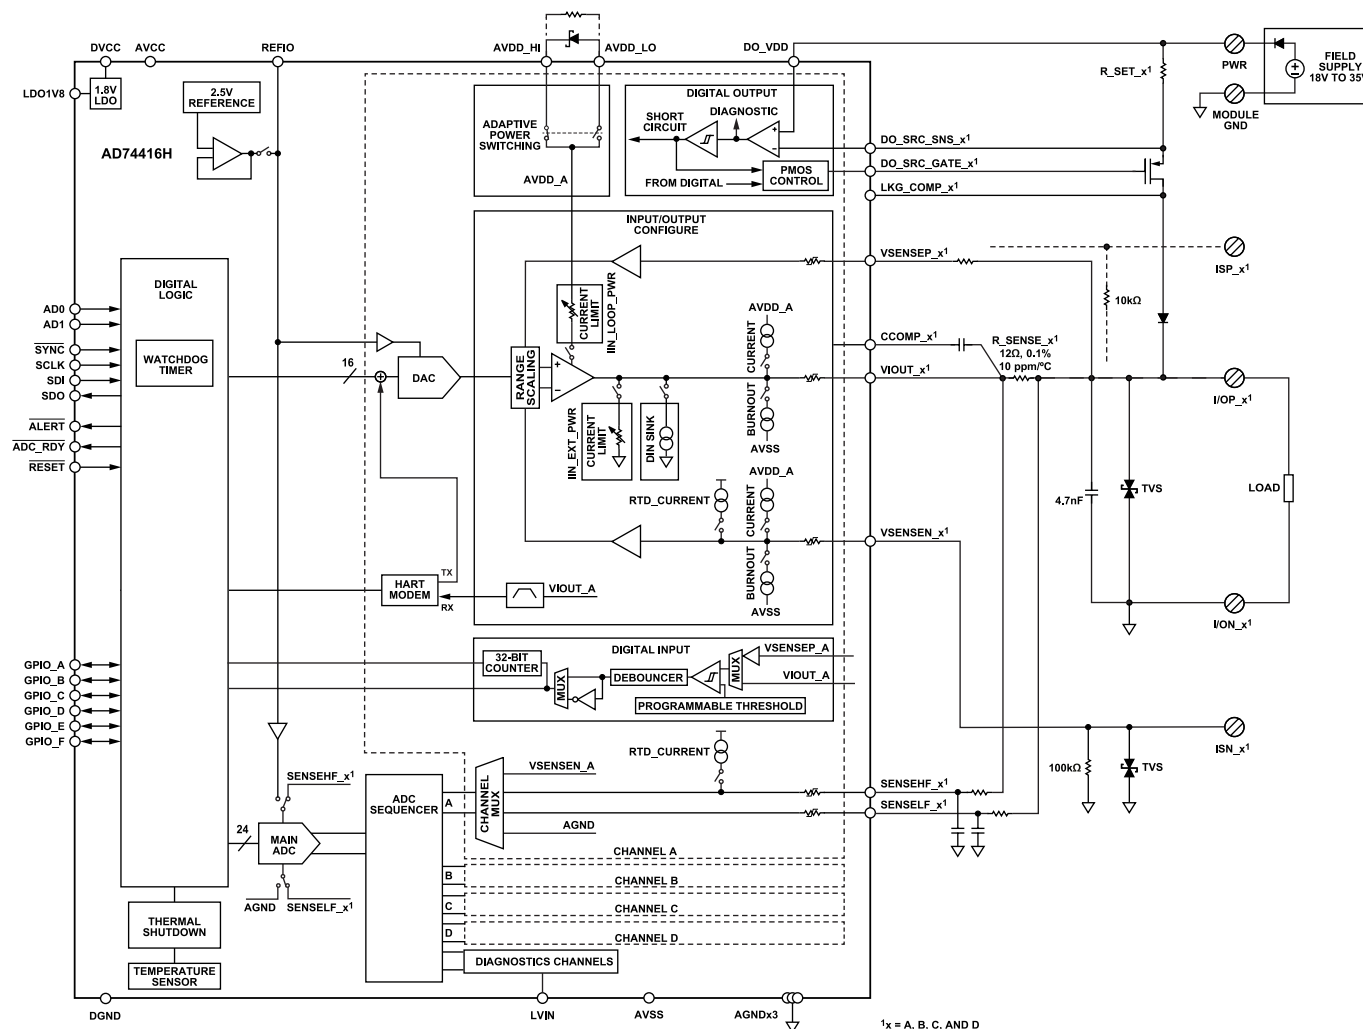 DVCC
AVCC
REFIO
AVDD_HI
AVDD_LO
DO_VDD
PWR
FIELD
SUPPLY
18V TO 35V
MODULE
GND
R_SET_x¹
LDO1V8
1.8V
LDO
2.5V
REFERENCE
AD74416H
ADAPTIVE
POWER
SWITCHING
AVDD_A
DIGITAL OUTPUT
DIAGNOSTIC
SHORT
CIRCUIT
FROM DIGITAL
PMOS
CONTROL
DO_SRC_SNS_x¹
DO_SRC_GATE_x¹
LKG_COMP_x¹
INPUT/OUTPUT
CONFIGURE
VSENSEP_x¹
ISP_x¹
10kΩ
DIGITAL
LOGIC
WATCHDOG
TIMER
AD0
AD1
SYNC
SCLK
SDI
SDO
ALERT
ADC_RDY
RESET
16
DAC
RANGE
SCALING
CURRENT
LIMIT
IIN_LOOP_PWR
IIN_EXT_PWR
CURRENT
LIMIT
DIN SINK
AVDD_A
BURNOUT CURRENT
AVSS
CCOMP_x¹
R_SENSE_x¹
12Ω, 0.1%
10 ppm/ºC
VIOUT_x¹
I/OP_x¹
RTD_CURRENT
AVDD_A
BURNOUT CURRENT
AVSS
VSENSEN_x¹
4.7nF
TVS
LOAD
I/ON_x¹
HART
MODEM
TX
RX
VIOUT_A
DIGITAL INPUT
32-BIT
COUNTER
MUX
DEBOUNCER
MUX
VSENSEP_A
VIOUT_A
PROGRAMMABLE THRESHOLD
GPIO_A
GPIO_B
GPIO_C
GPIO_D
GPIO_E
GPIO_F
ISN_x¹
100kΩ
TVS
RTD_CURRENT
VSENSEN_A
SENSEHF_x¹
SENSEHF_x¹
SENSELF_x¹
ADC
SEQUENCER
A
CHANNEL
MUX
AGND
24
MAIN
ADC
AGND
SENSELF_x¹
CHANNEL A
B
CHANNEL B
C
CHANNEL C
D
CHANNEL D
THERMAL
SHUTDOWN
TEMPERATURE
SENSOR
DIAGNOSTICS CHANNELS
DGND
LVIN
AVSS
AGNDx3
¹x = A, B, C, AND D